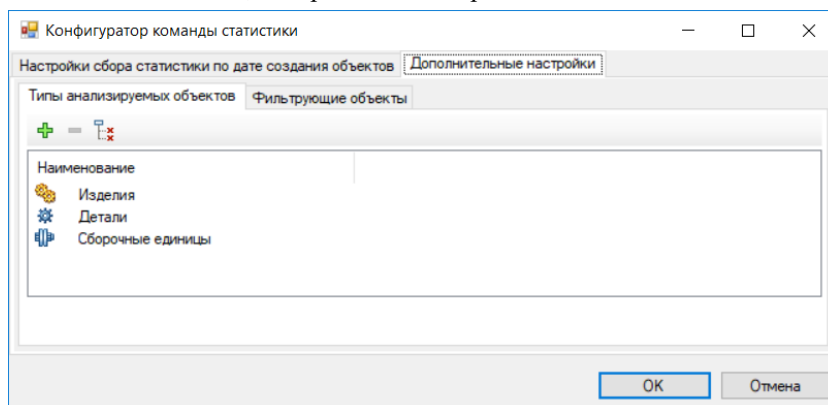 Конфигуратор команды статистики
Настройки сбора статистики по дате создания объектов Дополнительные настройки
Типы анализируемых объектов Фильтрующие объекты
Наименование
Изделия
Детали
Сборочные единицы
OK Отмена